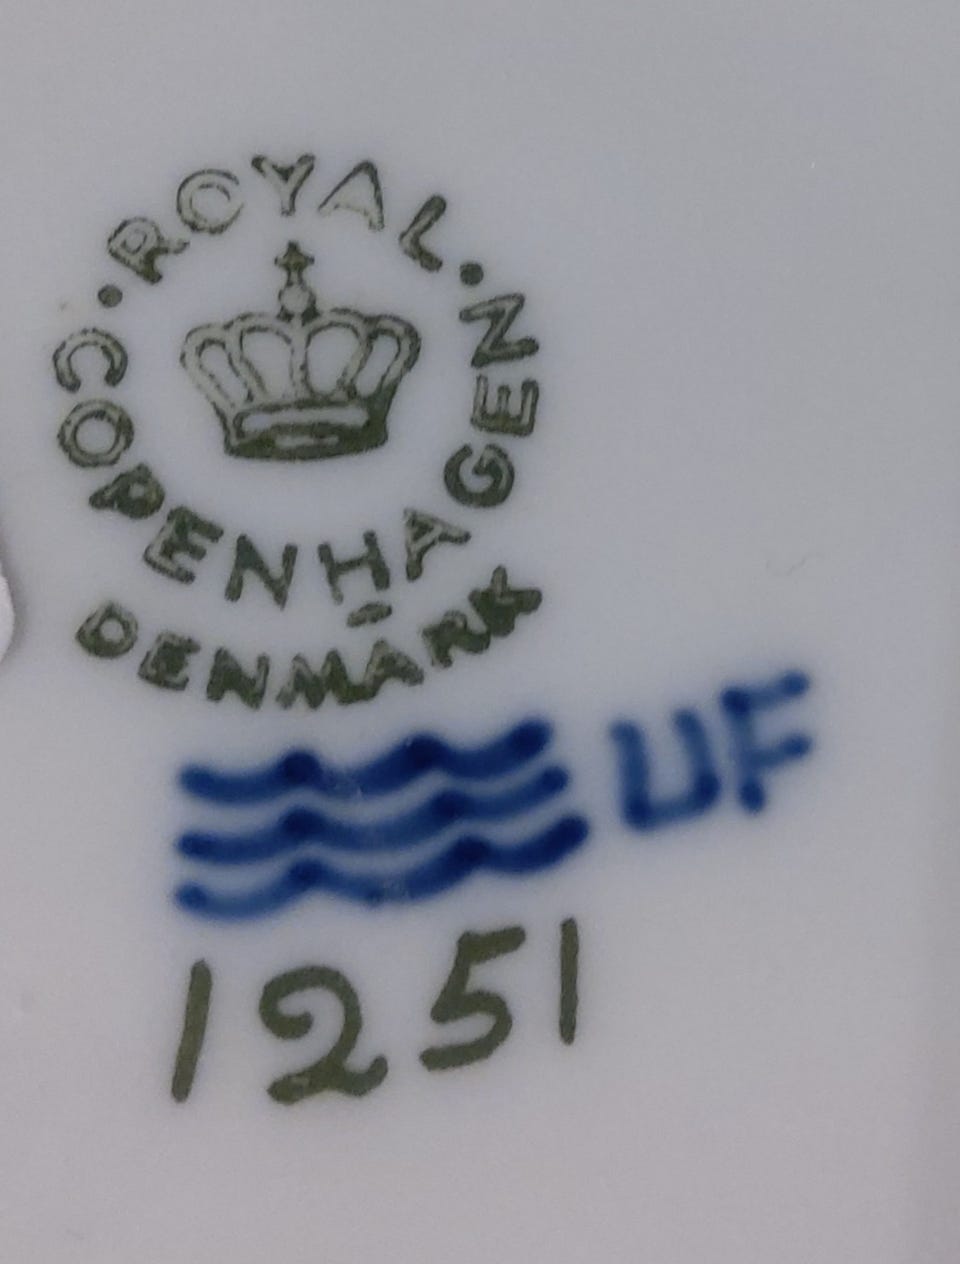 · ROYAL ·
COPENHAGEN
DENMARK
UF
1251